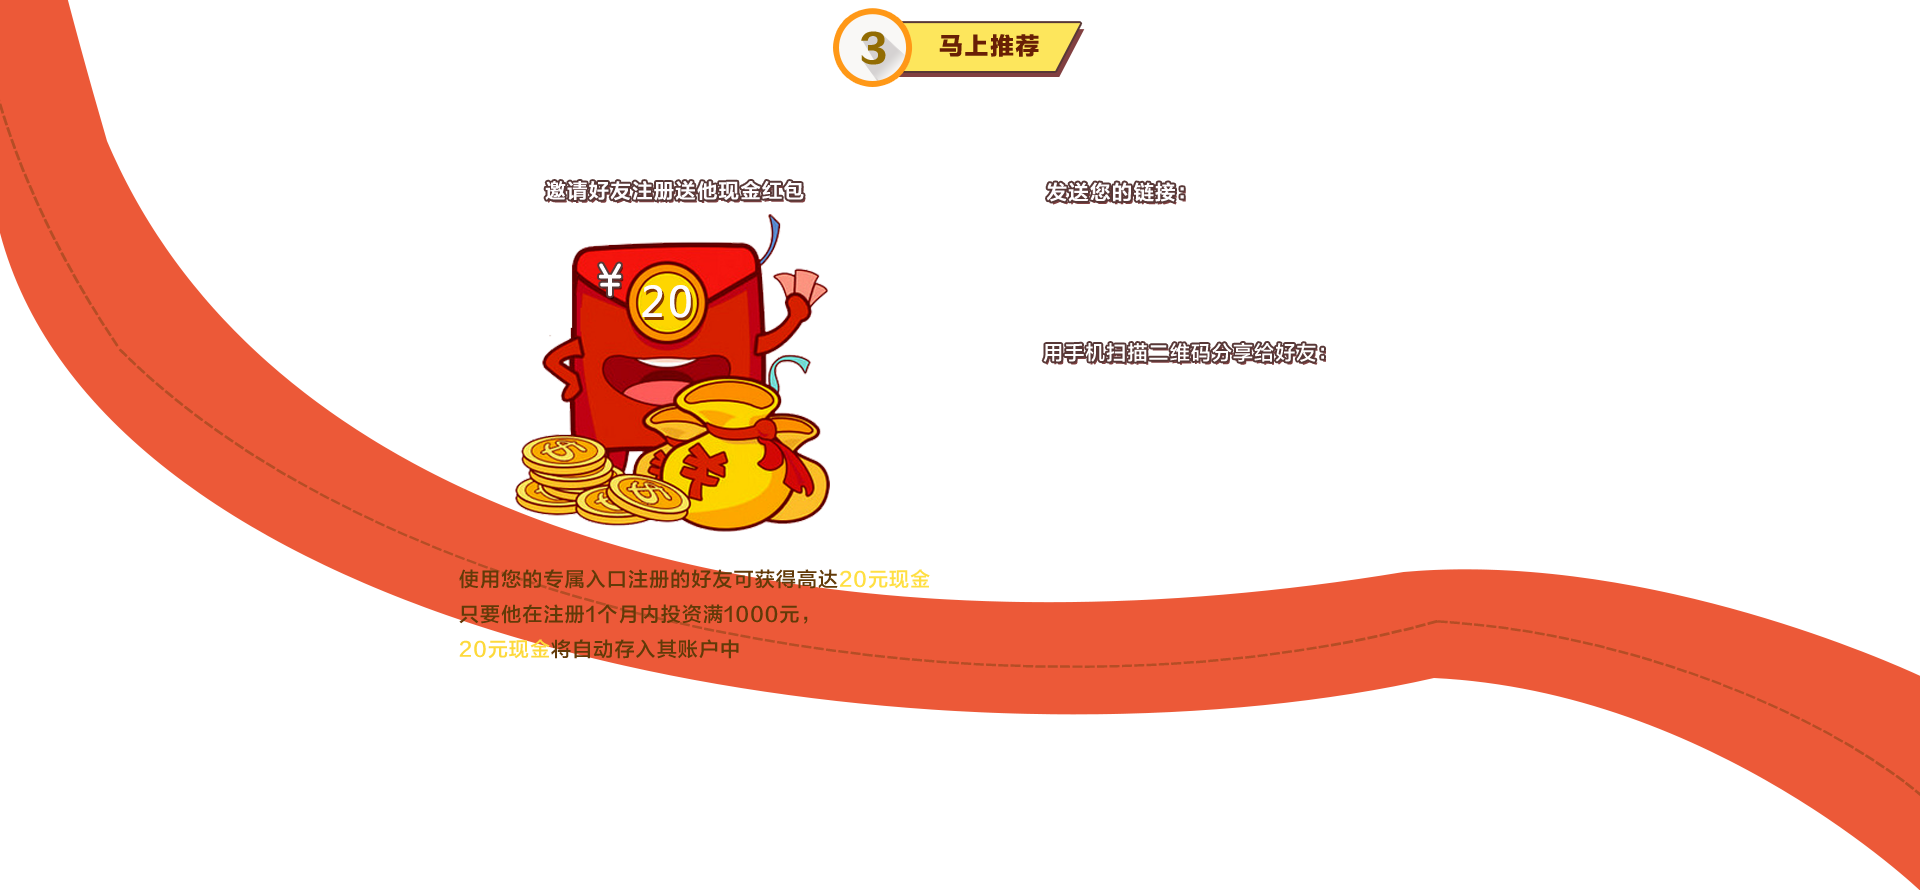 3
马上推荐
邀请好友注册送他现金红包
¥
20
发送您的链接：
用手机扫描二维码分享给好友：
使用您的专属入口注册的好友可获得高达20元现金
只要他在注册1个月内投资满1000元，
20元现金将自动存入其账户中